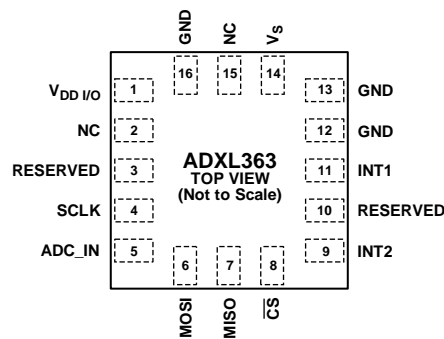 GND
NC
VS
16
15
14
VDD I/O
1
13
GND
NC
2
12
GND
RESERVED
3
ADXL363
TOP VIEW
(Not to Scale)
11
INT1
SCLK
4
10
RESERVED
ADC_IN
5
9
INT2
6
7
8
MOSI
MISO
CS